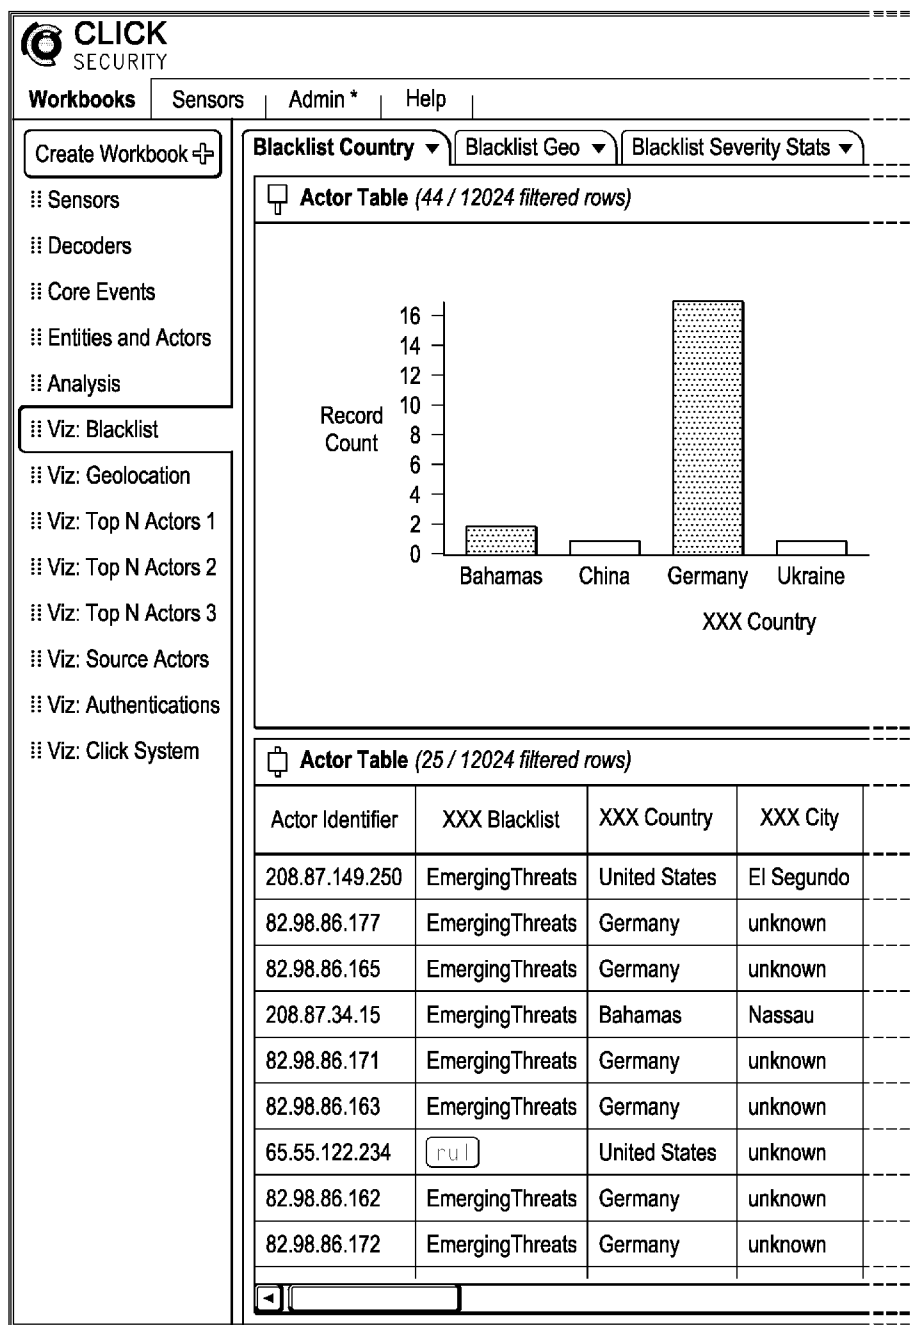 CLICK
SECURITY
Workbooks Sensors Admin * Help
Create Workbook
Sensors
Decoders
Core Events
Entities and Actors
Analysis
Viz: Blacklist
Viz: Geolocation
Viz: Top N Actors 1
Viz: Top N Actors 2
Viz: Top N Actors 3
Viz: Source Actors
Viz: Authentications
Viz: Click System
Blacklist Country ▼ Blacklist Geo ▼ Blacklist Severity Stats ▼
Actor Table (44 / 12024 filtered rows)
16
14
12
10
8
6
4
2
0
Record
Count
Bahamas China Germany Ukraine
XXX Country
Actor Table (25 / 12024 filtered rows)
Actor Identifier XXX Blacklist XXX Country XXX City
208.87.149.250 EmergingThreats United States El Segundo
82.98.86.177 EmergingThreats Germany unknown
82.98.86.165 EmergingThreats Germany unknown
208.87.34.15 EmergingThreats Bahamas Nassau
82.98.86.171 EmergingThreats Germany unknown
82.98.86.163 EmergingThreats Germany unknown
65.55.122.234 rul United States unknown
82.98.86.162 EmergingThreats Germany unknown
82.98.86.172 EmergingThreats Germany unknown